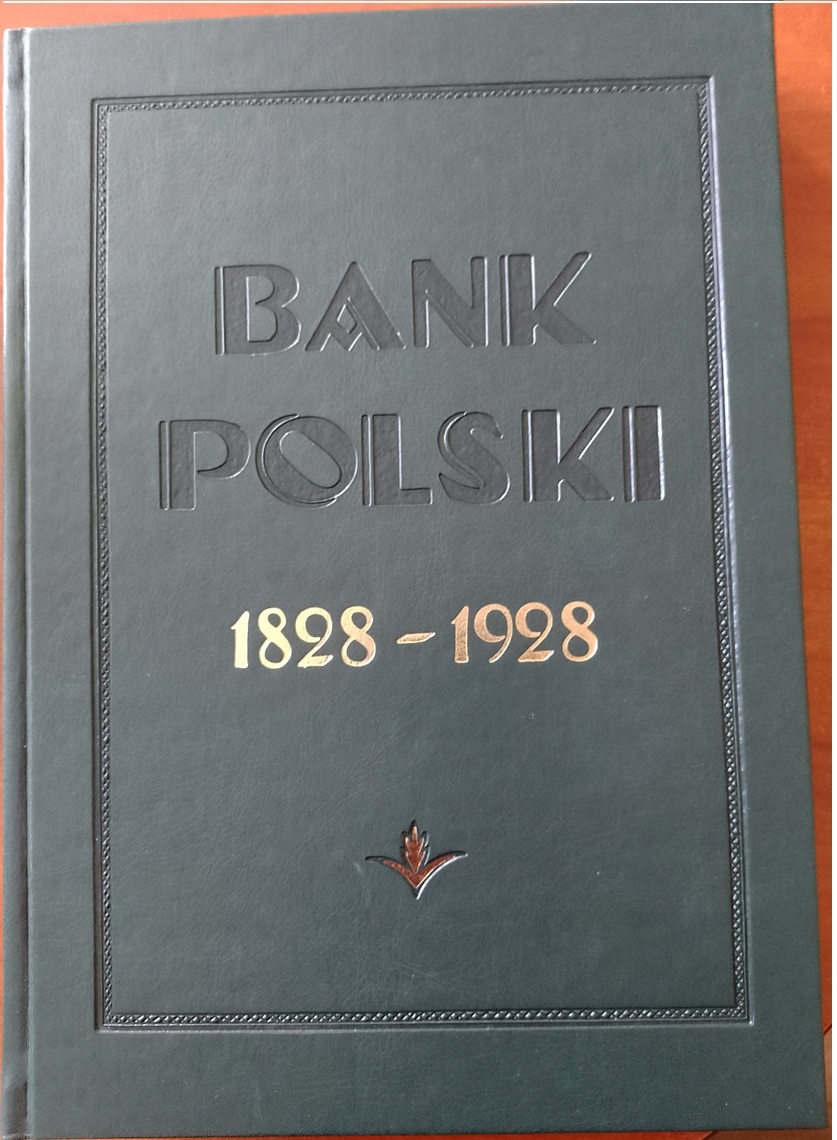 BANK
POLSKI
1828 - 1928